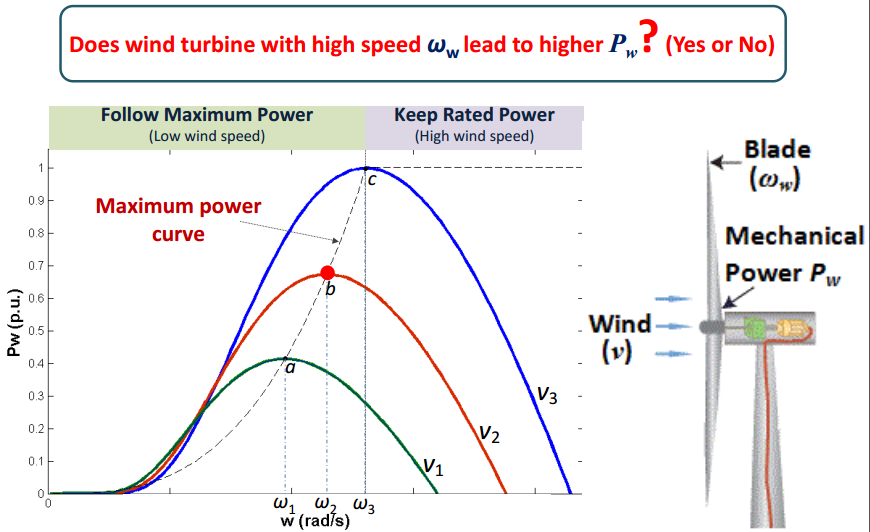 Does wind turbine with high speed ωw lead to higher Pw? (Yes or No)
Follow Maximum Power
(Low wind speed)
Keep Rated Power
(High wind speed)
Maximum power
curve
Pw (p.u.)
1
0.9
0.8
0.7
0.6
0.5
0.4
0.3
0.2
0.1
0
0
a
b
c
V1
V2
V3
ω1
ω2
ω3
w (rad/s)
Blade
(ωw)
Mechanical
Power Pw
Wind
(v)